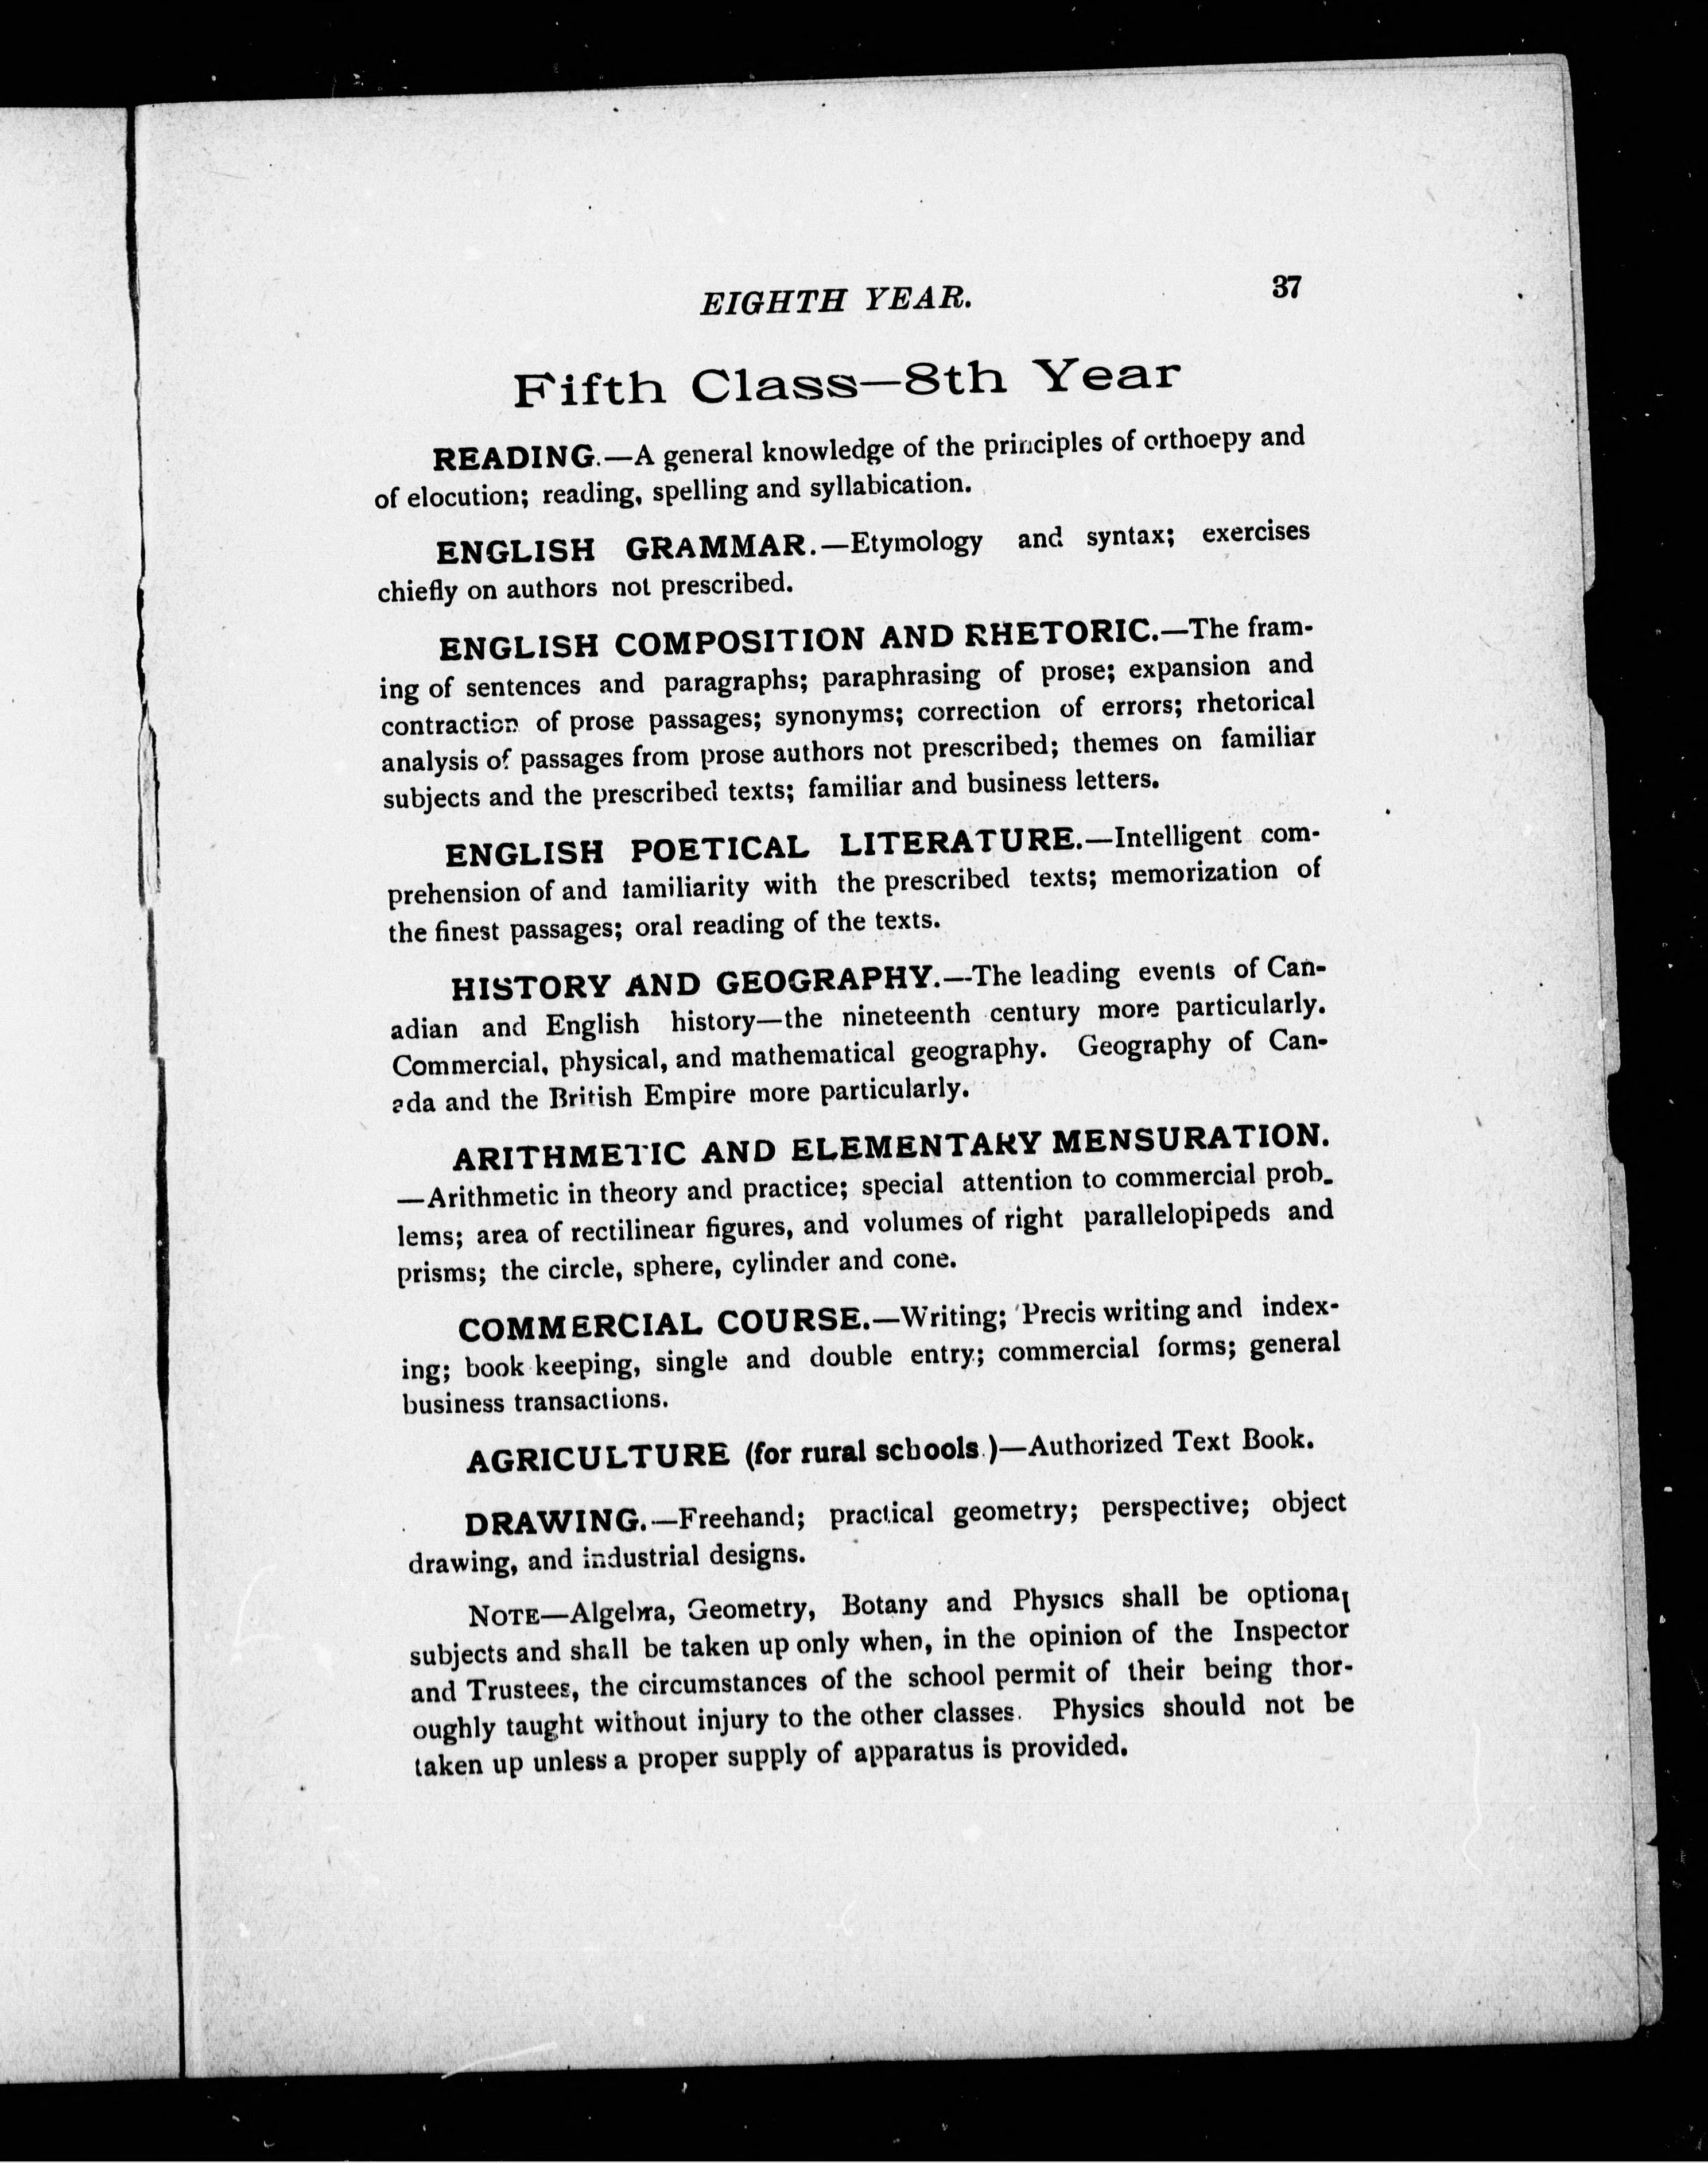 EIGHTH YEAR. 37
Fifth Class—8th Year
READING.—A general knowledge of the principles of orthoepy and
of elocution; reading, spelling and syllabication.
ENGLISH GRAMMAR.—Etymology and syntax; exercises
chiefly on authors not prescribed.
ENGLISH COMPOSITION AND RHETORIC.—The fram-
ing of sentences and paragraphs; paraphrasing of prose; expansion and
contraction of prose passages; synonyms; correction of errors; rhetorical
analysis of passages from prose authors not prescribed; themes on familiar
subjects and the prescribed texts; familiar and business letters.
ENGLISH POETICAL LITERATURE.—Intelligent com-
prehension of and familiarity with the prescribed texts; memorization of
the finest passages; oral reading of the texts.
HISTORY AND GEOGRAPHY.—The leading events of Can-
adian and English history—the nineteenth century more particularly.
Commercial, physical, and mathematical geography. Geography of Can-
ada and the British Empire more particularly.
ARITHMETIC AND ELEMENTARY MENSURATION.
—Arithmetic in theory and practice; special attention to commercial prob-
lems; area of rectilinear figures, and volumes of right parallelopipeds and
prisms; the circle, sphere, cylinder and cone.
COMMERCIAL COURSE.—Writing; Precis writing and index-
ing; book keeping, single and double entry; commercial forms; general
business transactions.
AGRICULTURE (for rural schools.)—Authorized Text Book.
DRAWING.—Freehand; practical geometry; perspective; object
drawing, and industrial designs.
NOTE—Algebra, Geometry, Botany and Physics shall be optional
subjects and shall be taken up only when, in the opinion of the Inspector
and Trustees, the circumstances of the school permit of their being thor-
oughly taught without injury to the other classes. Physics should not be
taken up unless a proper supply of apparatus is provided.